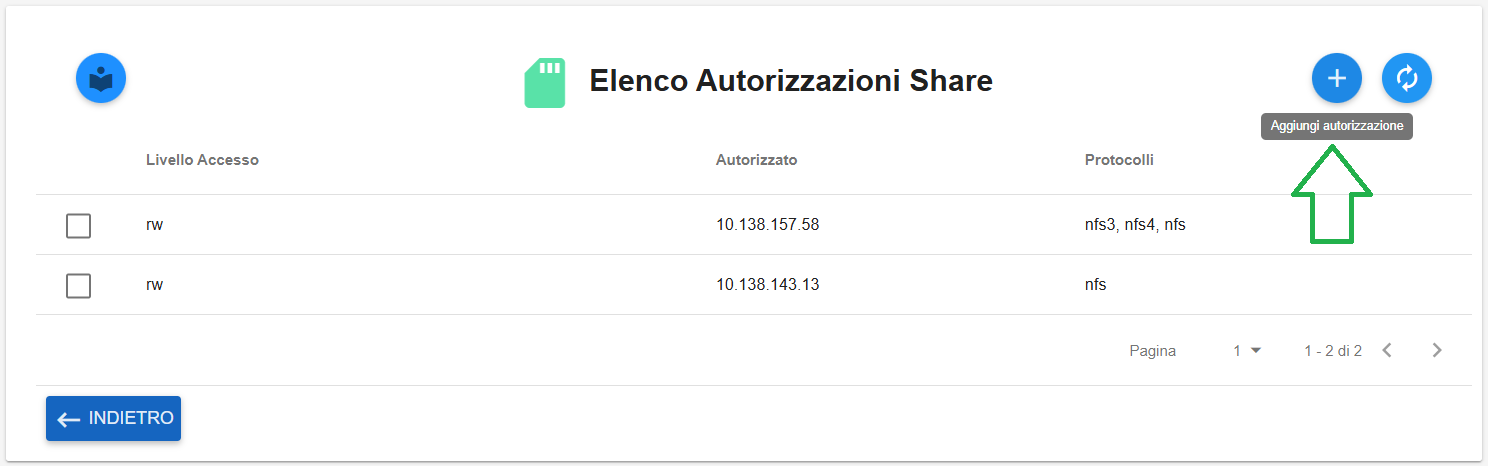 Elenco Autorizzazioni Share
Aggiungi autorizzazione
Livello Accesso Autorizzato Protocolli
rw 10.138.157.58 nfs3, nfs4, nfs
rw 10.138.143.13 nfs
Pagina 1 1 - 2 di 2
INDIETRO